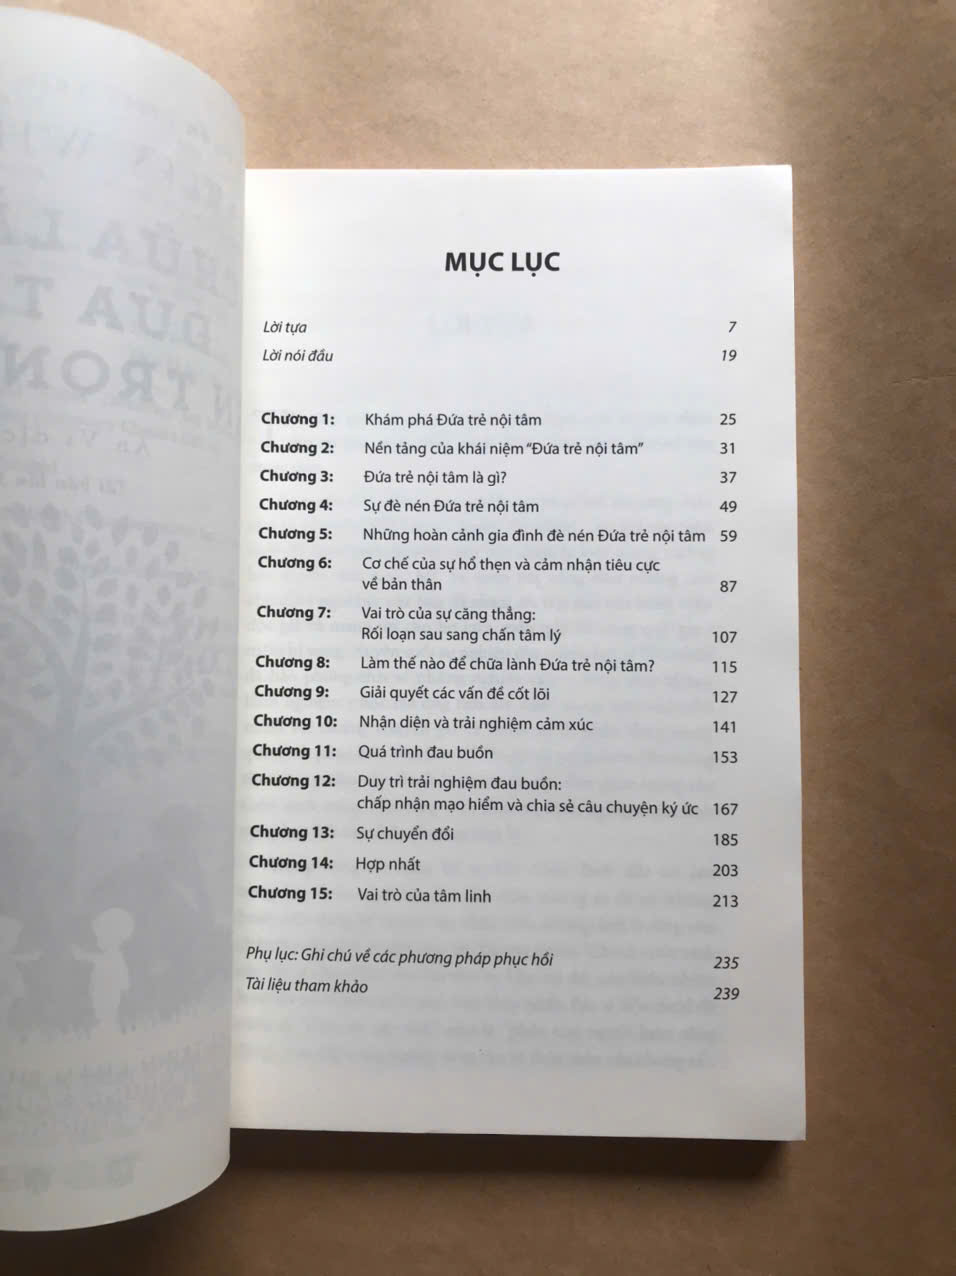 MỤC LỤC
Lời tựa 7
Lời nói đầu 19
Chương 1: Khám phá Đứa trẻ nội tâm 25
Chương 2: Nền tảng của khái niệm “Đứa trẻ nội tâm” 31
Chương 3: Đứa trẻ nội tâm là gì? 37
Chương 4: Sự đè nén Đứa trẻ nội tâm 49
Chương 5: Những hoàn cảnh gia đình đè nén Đứa trẻ nội tâm 59
Chương 6: Cơ chế của sự hổ thẹn và cảm nhận tiêu cực
về bản thân 87
Chương 7: Vai trò của sự căng thẳng:
Rối loạn sau sang chấn tâm lý 107
Chương 8: Làm thế nào để chữa lành Đứa trẻ nội tâm? 115
Chương 9: Giải quyết các vấn đề cốt lõi 127
Chương 10: Nhận diện và trải nghiệm cảm xúc 141
Chương 11: Quá trình đau buồn 153
Chương 12: Duy trì trải nghiệm đau buồn:
chấp nhận mạo hiểm và chia sẻ câu chuyện ký ức 167
Chương 13: Sự chuyển đổi 185
Chương 14: Hợp nhất 203
Chương 15: Vai trò của tâm linh 213
Phụ lục: Ghi chú về các phương pháp phục hồi 235
Tài liệu tham khảo 239